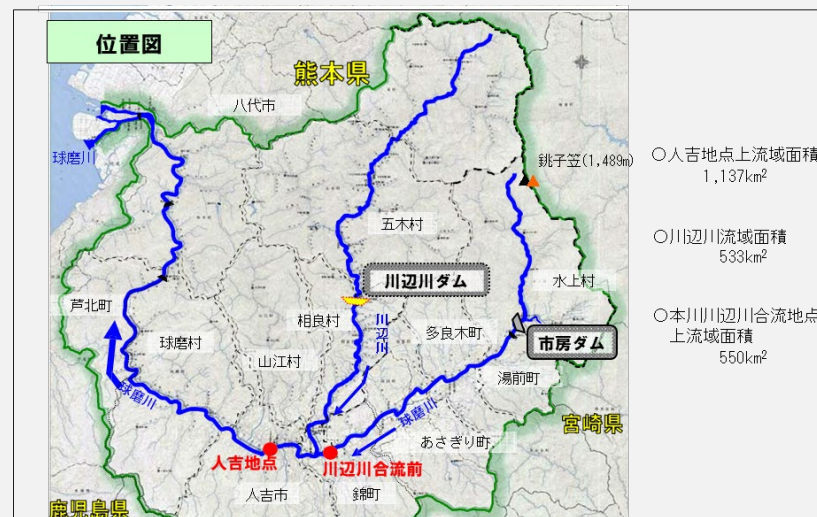 位置図
熊本県
八代市
球磨川
銚子笠(1,489m)
○人吉地点上流域面積
1,137km²
五木村
○川辺川流域面積
533km²
川辺川ダム
水上村
芦北町
相良村
川辺川
○本川川辺川合流地点
上流域面積
550km²
球磨村
多良木町
市房ダム
山江村
湯前町
球磨川
球磨川
宮崎県
あさぎり町
人吉地点
川辺川合流前
人吉市
錦町
鹿児島県